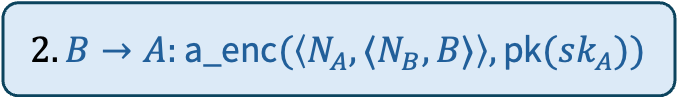 2. B → A: a_enc(⟨N_A, ⟨N_B, B⟩⟩, pk(sk_A))